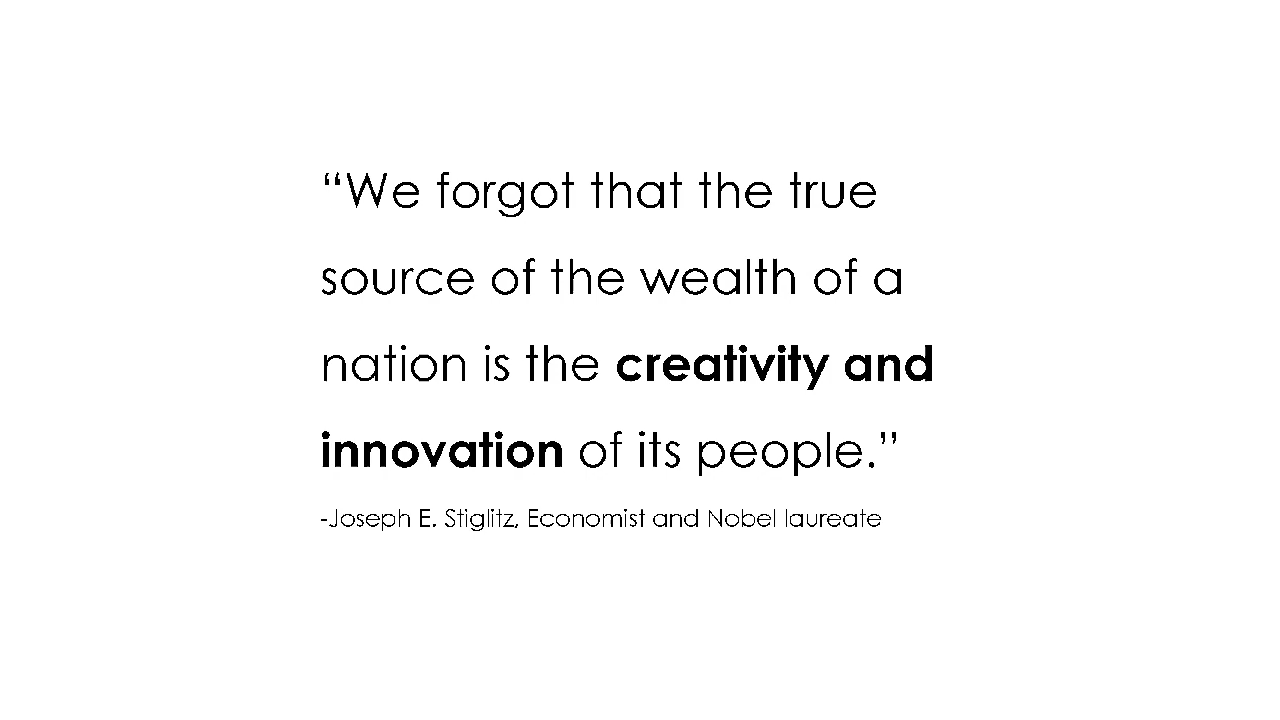 “We forgot that the true
source of the wealth of a
nation is the creativity and
innovation of its people.”
-Joseph E. Stiglitz, Economist and Nobel laureate